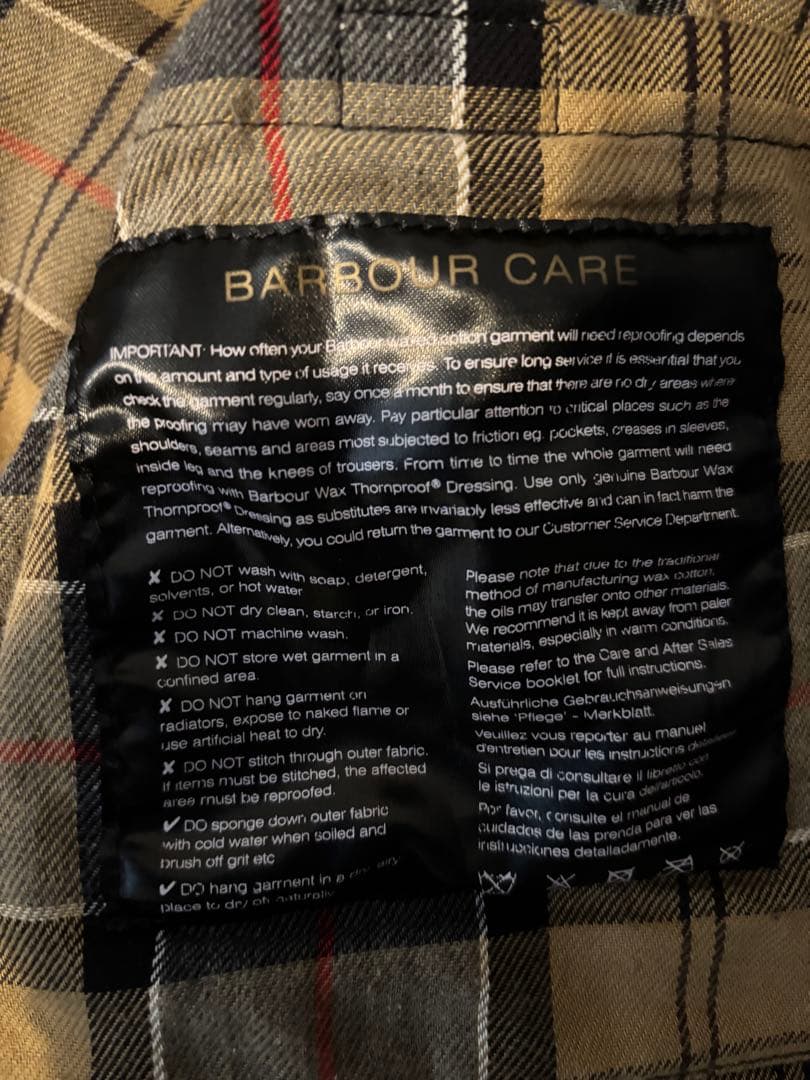 BARBOUR CARE
IMPORTANT: How often your Barbour waxed cotton garment will need reproofing depends
on the amount and type of usage it receives. To ensure long service it is essential that you
check the garment regularly, say once a month to ensure that there are no dry areas where
the proofing may have worn away. Pay particular attention to critical places such as the
shoulders, seams and areas most subjected to friction eg. pockets, creases in sleeves,
inside leg and the knees of trousers. From time to time the whole garment will need
reproofing with Barbour Wax Thornproof® Dressing. Use only genuine Barbour Wax
Thornproof® Dressing as substitutes are invariably less effective and can in fact harm the
garment. Alternatively, you could return the garment to our Customer Service Department.
✘ DO NOT wash with soap, detergent,
solvents, or hot water
✘ DO NOT dry clean, starch, or iron.
✘ DO NOT machine wash.
✘ DO NOT store wet garment in a
confined area.
✘ DO NOT hang garment on
radiators, expose to naked flame or
use artificial heat to dry.
✘ DO NOT stitch through outer fabric.
If items must be stitched, the affected
area must be reproofed.
✔ DO sponge down outer fabric
with cold water when soiled and
brush off grit etc
✔ DO hang garment in a dry airy
place to dry off naturally
Please note that due to the traditional
method of manufacturing wax cotton,
the oils may transfer onto other materials.
We recommend it is kept away from paler
materials, especially in warm conditions.
Please refer to the Care and After Sales
Service booklet for full instructions.
Ausführliche Gebrauchsanweisungen
siehe 'Pflege' - Merkblatt.
Veuillez vous reporter au manuel
d'entretien pour les instructions détaillées
Si prega di consultare il libretto con
le istruzioni per la cura dell'articolo.
Por favor, consulte el manual de
cuidados de las prenda para ver las
instrucciones detalladamente.